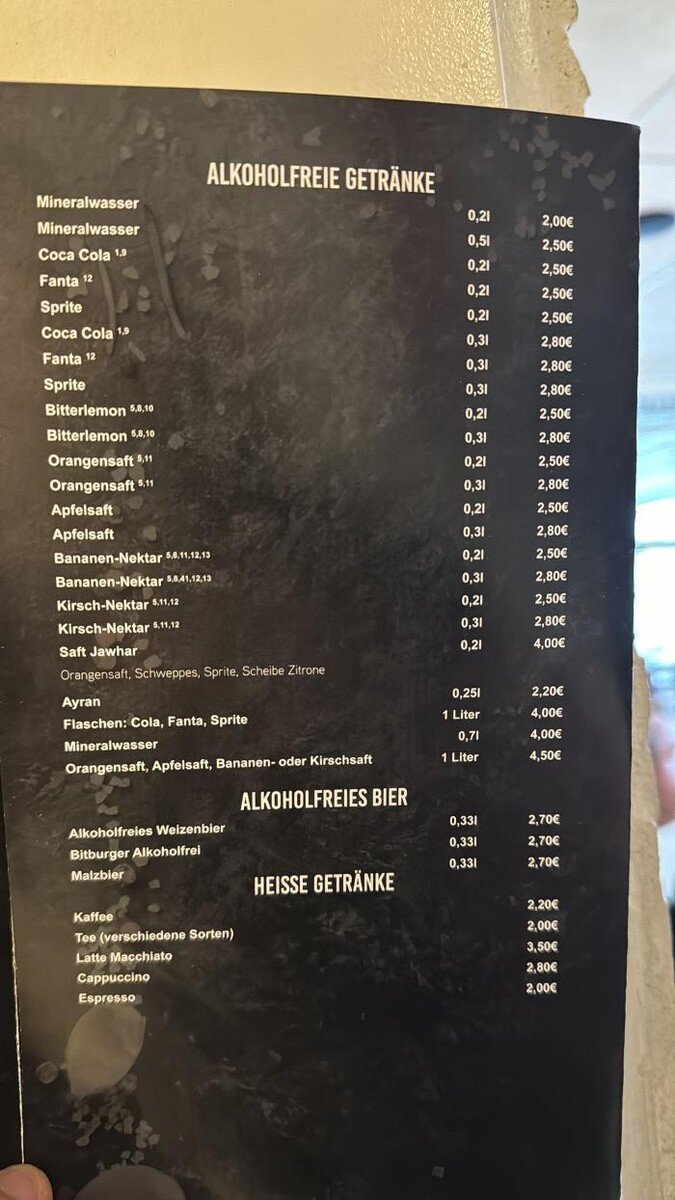 ALKOHOLFREIE GETRÄNKE
Mineralwasser 0,2l 2,00€
Mineralwasser 0,5l 2,50€
Coca Cola 1,9 0,2l 2,50€
Fanta 12 0,2l 2,50€
Sprite 0,2l 2,50€
Coca Cola 1,9 0,3l 2,80€
Fanta 12 0,3l 2,80€
Sprite 0,3l 2,80€
Bitterlemon 5,8,10 0,2l 2,50€
Bitterlemon 5,8,10 0,3l 2,80€
Orangensaft 5,11 0,2l 2,50€
Orangensaft 5,11 0,3l 2,80€
Apfelsaft 0,2l 2,50€
Apfelsaft 0,3l 2,80€
Bananen-Nektar 5,8,11,12,13 0,2l 2,50€
Bananen-Nektar 5,8,41,12,13 0,3l 2,80€
Kirsch-Nektar 5,11,12 0,2l 2,50€
Kirsch-Nektar 5,11,12 0,3l 2,80€
Saft Jawhar 0,2l 4,00€
Orangensaft, Schweppes, Sprite, Scheibe Zitrone
Ayran 0,25l 2,20€
Flaschen: Cola, Fanta, Sprite 1 Liter 4,00€
Mineralwasser 0,7l 4,00€
Orangensaft, Apfelsaft, Bananen- oder Kirschsaft 1 Liter 4,50€
ALKOHOLFREIES BIER
Alkoholfreies Weizenbier 0,33l 2,70€
Bitburger Alkoholfrei 0,33l 2,70€
Malzbier 0,33l 2,70€
HEISSE GETRÄNKE
Kaffee 2,20€
Tee (verschiedene Sorten) 2,00€
Latte Macchiato 3,50€
Cappuccino 2,80€
Espresso 2,00€